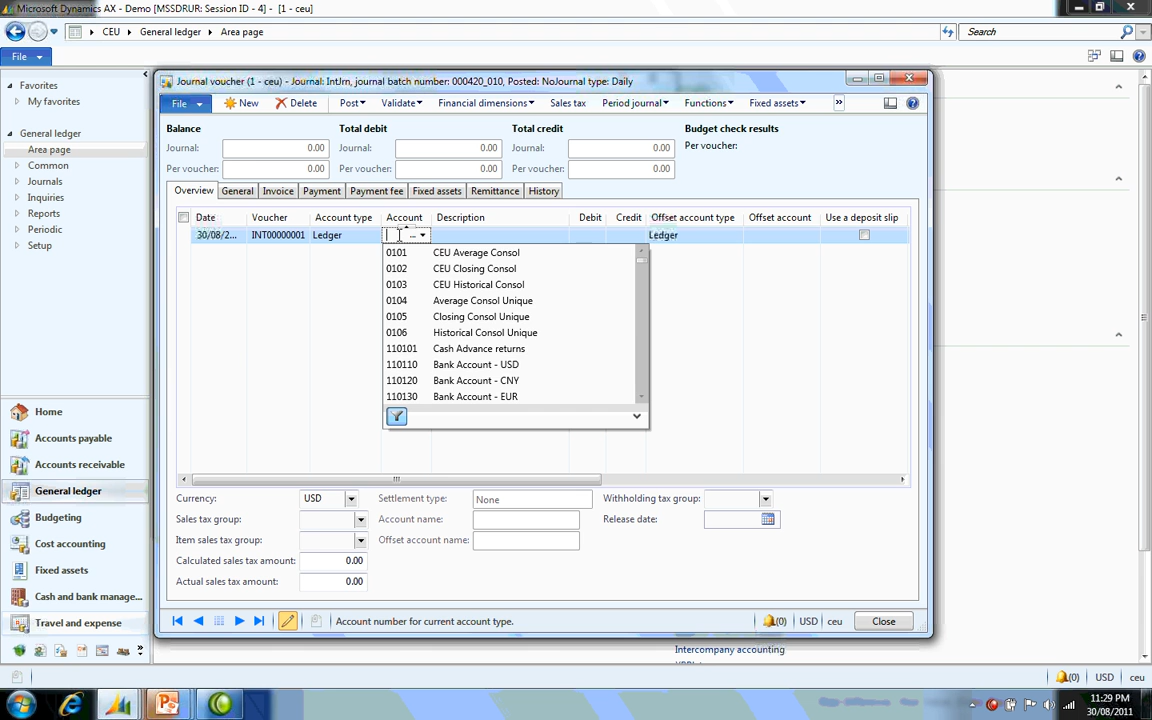 Microsoft Dynamics AX - Demo [MSSDRUR: Session ID - 4] - [1 - ceu]
CEU General ledger Area page
Search
File
Favorites
My favorites
General ledger
Area page
Common
Journals
Inquiries
Reports
Periodic
Setup
Home
Accounts payable
Accounts receivable
General ledger
Budgeting
Cost accounting
Fixed assets
Cash and bank manage...
Travel and expense
Journal voucher (1 - ceu) - Journal: IntJrn, journal batch number: 000420_010, Posted: NoJournal type: Daily
File New Delete Post Validate Financial dimensions Sales tax Period journal Functions Fixed assets »
Balance Total debit Total credit Budget check results
Journal: 0.00 Journal: 0.00 Journal: 0.00 Per voucher:
Per voucher: 0.00 Per voucher: 0.00 Per voucher: 0.00
Overview General Invoice Payment Payment fee Fixed assets Remittance History
Date Voucher Account type Account Description Debit Credit Offset account type Offset account Use a deposit slip
30/08/2... INT00000001 Ledger ... Ledger
0101 CEU Average Consol
0102 CEU Closing Consol
0103 CEU Historical Consol
0104 Average Consol Unique
0105 Closing Consol Unique
0106 Historical Consol Unique
110101 Cash Advance returns
110110 Bank Account - USD
110120 Bank Account - CNY
110130 Bank Account - EUR
Currency: USD Settlement type: None Withholding tax group:
Sales tax group: Account name: Release date:
Item sales tax group: Offset account name:
Calculated sales tax amount: 0.00
Actual sales tax amount: 0.00
Account number for current account type. (0) USD ceu Close
Intercompany accounting
(0) USD ceu
11:29 PM
30/08/2011